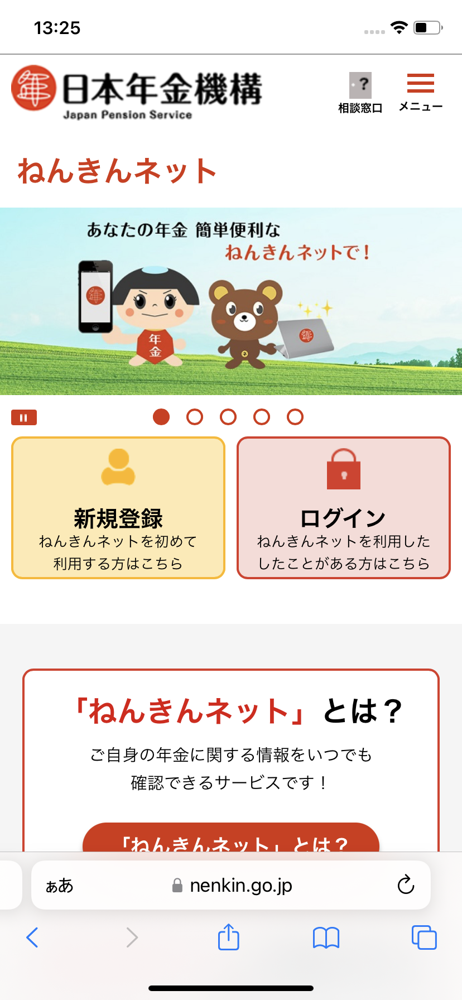 13:25
日本年金機構
Japan Pension Service
?
相談窓口
メニュー
ねんきんネット
あなたの年金 簡単便利な
ねんきんネットで!
年
年
金
年
新規登録
ねんきんネットを初めて
利用する方はこちら
ログイン
ねんきんネットを利用した
したことがある方はこちら
「ねんきんネット」とは？
ご自身の年金に関する情報をいつでも
確認できるサービスです！
「ねんきんネット」とは？
ぁあ
nenkin.go.jp